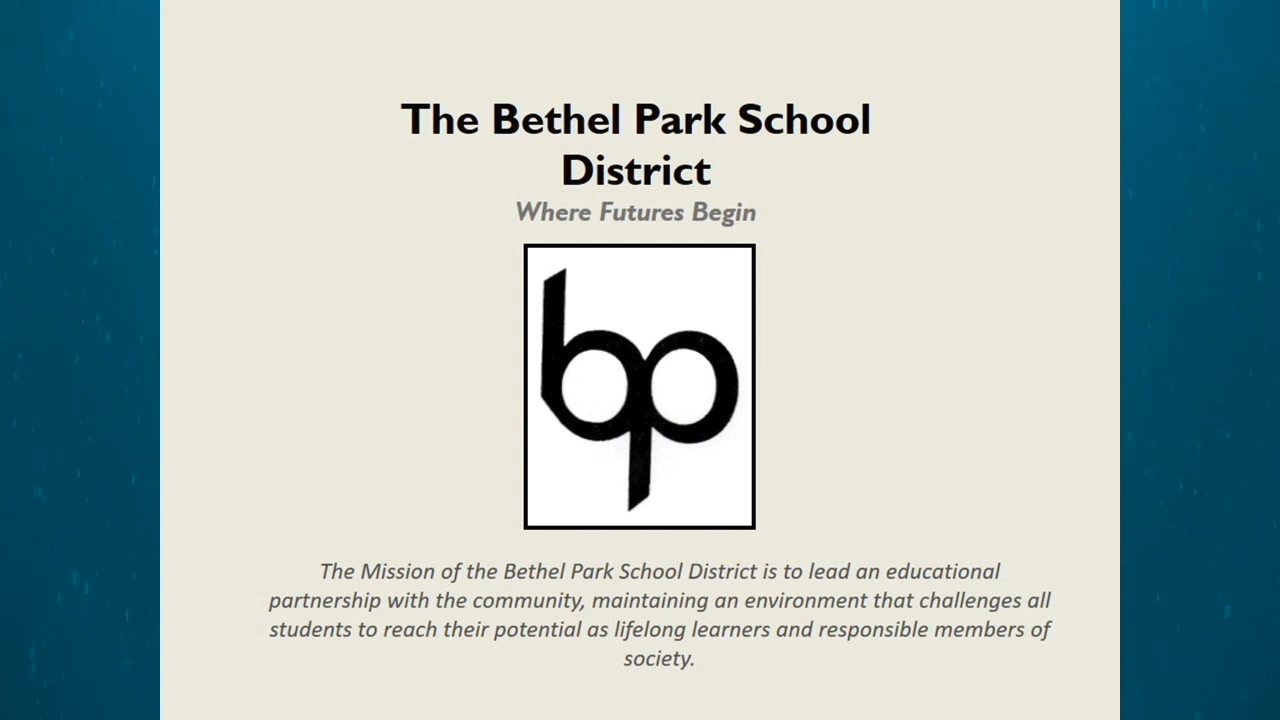 The Bethel Park School
District
Where Futures Begin
bp
The Mission of the Bethel Park School District is to lead an educational
partnership with the community, maintaining an environment that challenges all
students to reach their potential as lifelong learners and responsible members of
society.